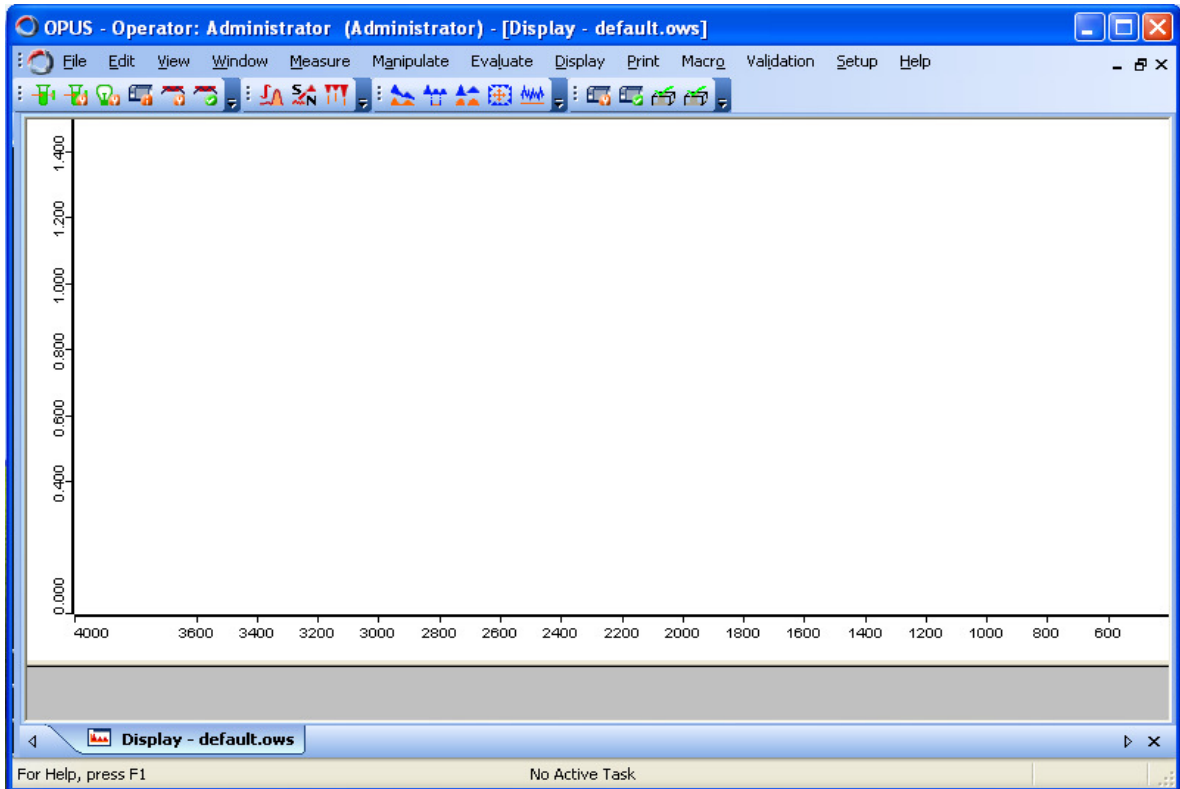 OPUS - Operator: Administrator (Administrator) - [Display - default.ows]
File Edit View Window Measure Manipulate Evaluate Display Print Macro Validation Setup Help
S/N
1.400
1.200
1.000
0.800
0.600
0.400
0.000
4000 3600 3400 3200 3000 2800 2600 2400 2200 2000 1800 1600 1400 1200 1000 800 600
Display - default.ows
For Help, press F1 No Active Task